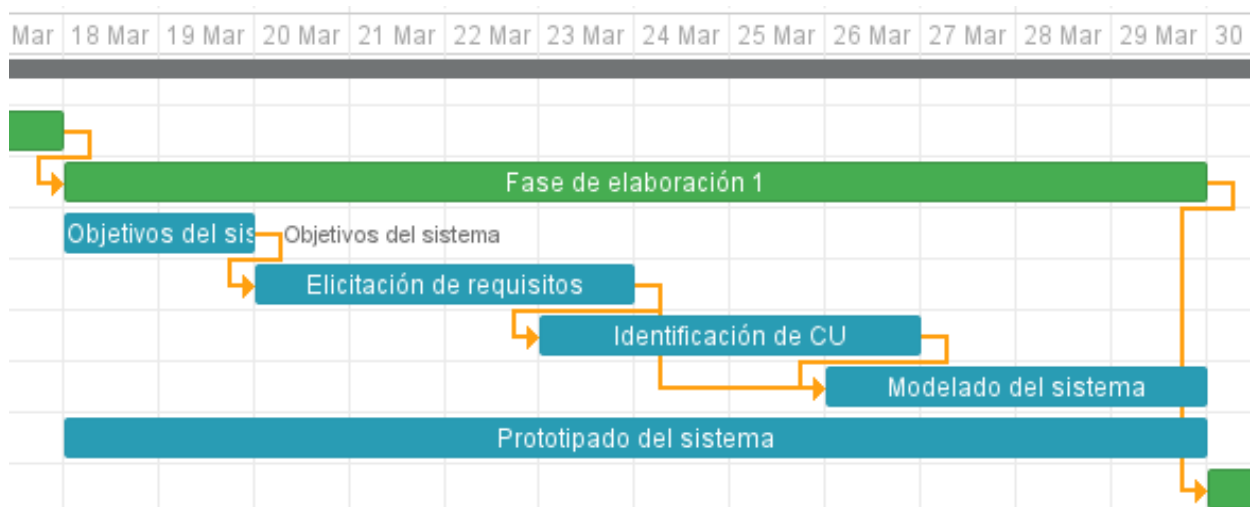 Mar 18 Mar 19 Mar 20 Mar 21 Mar 22 Mar 23 Mar 24 Mar 25 Mar 26 Mar 27 Mar 28 Mar 29 Mar 30
Fase de elaboración 1
Objetivos del sis Objetivos del sistema
Elicitación de requisitos
Identificación de CU
Modelado del sistema
Prototipado del sistema